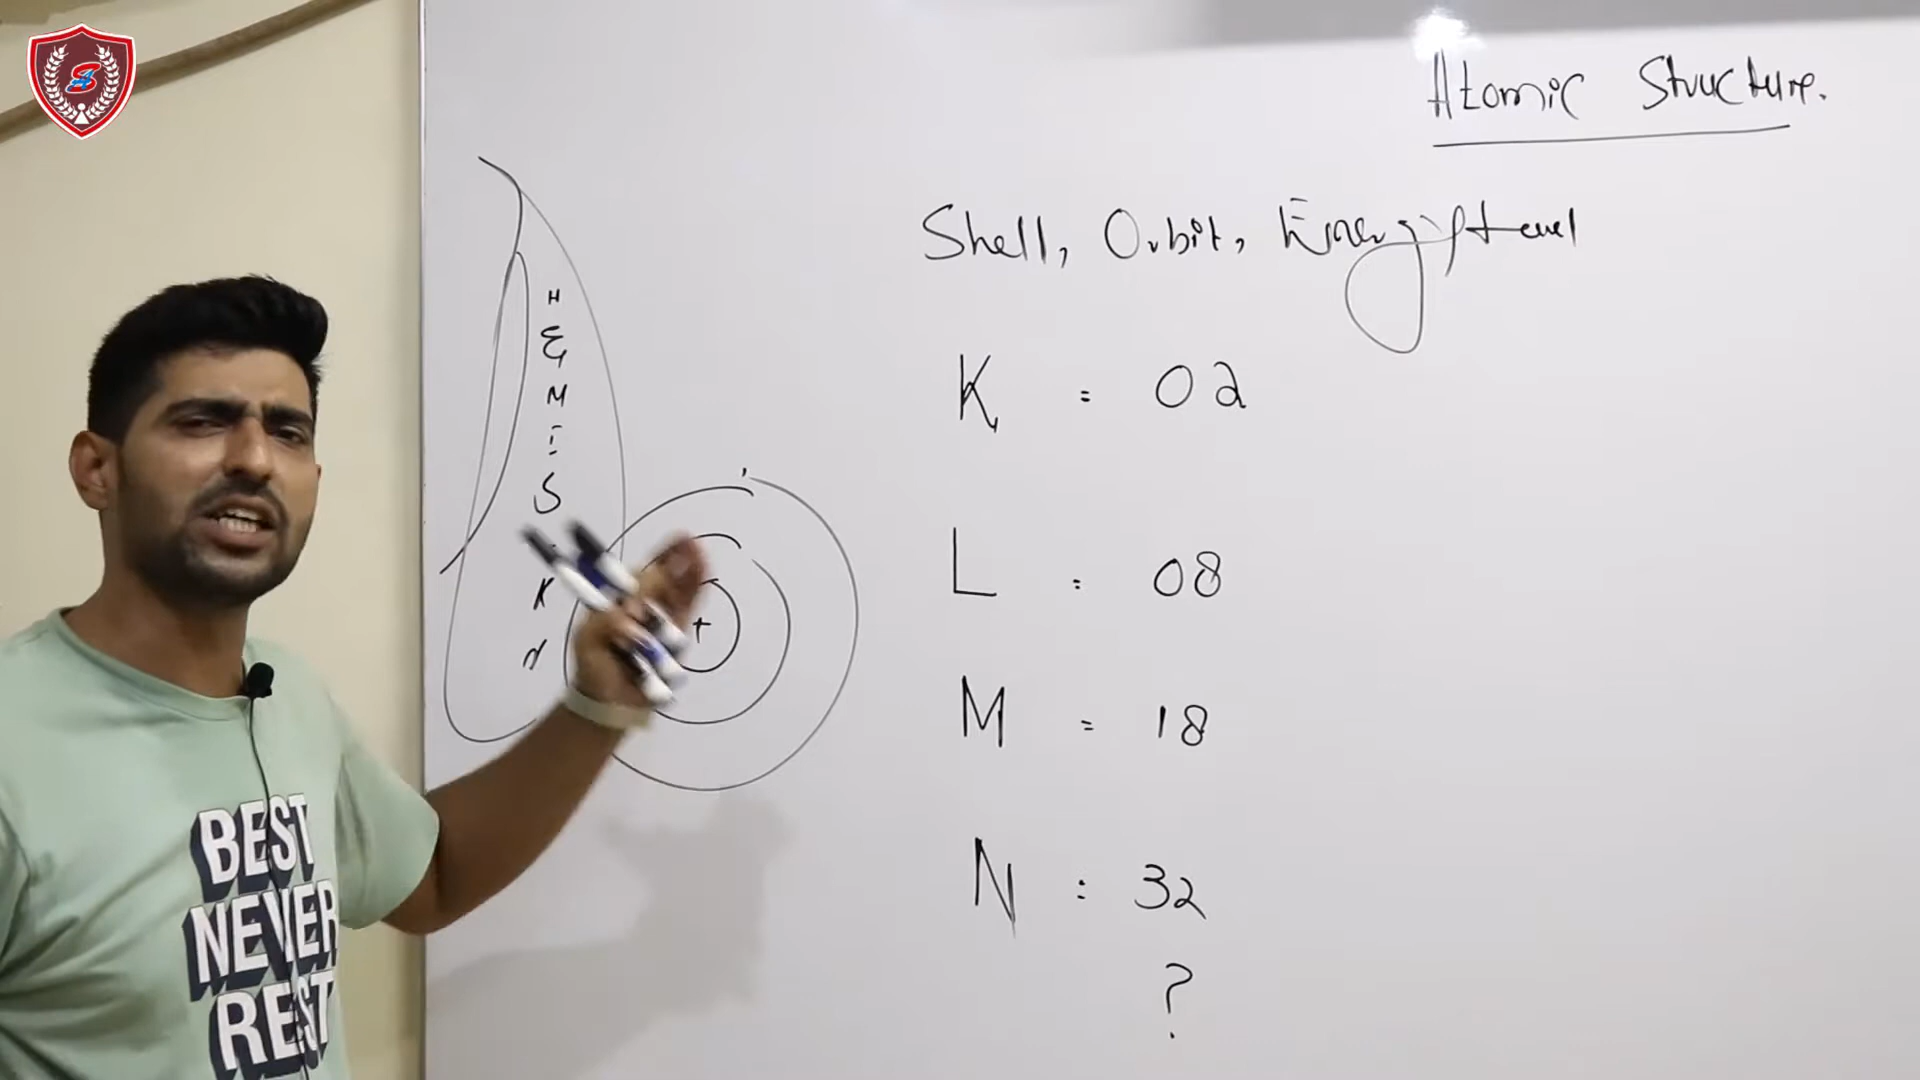 Atomic Structure.
Shell, Orbit, Energy Level
K = 02
L = 08
M = 18
N = 32
?
H
E
M
I
S
K
+
BEST
NEVER
REST